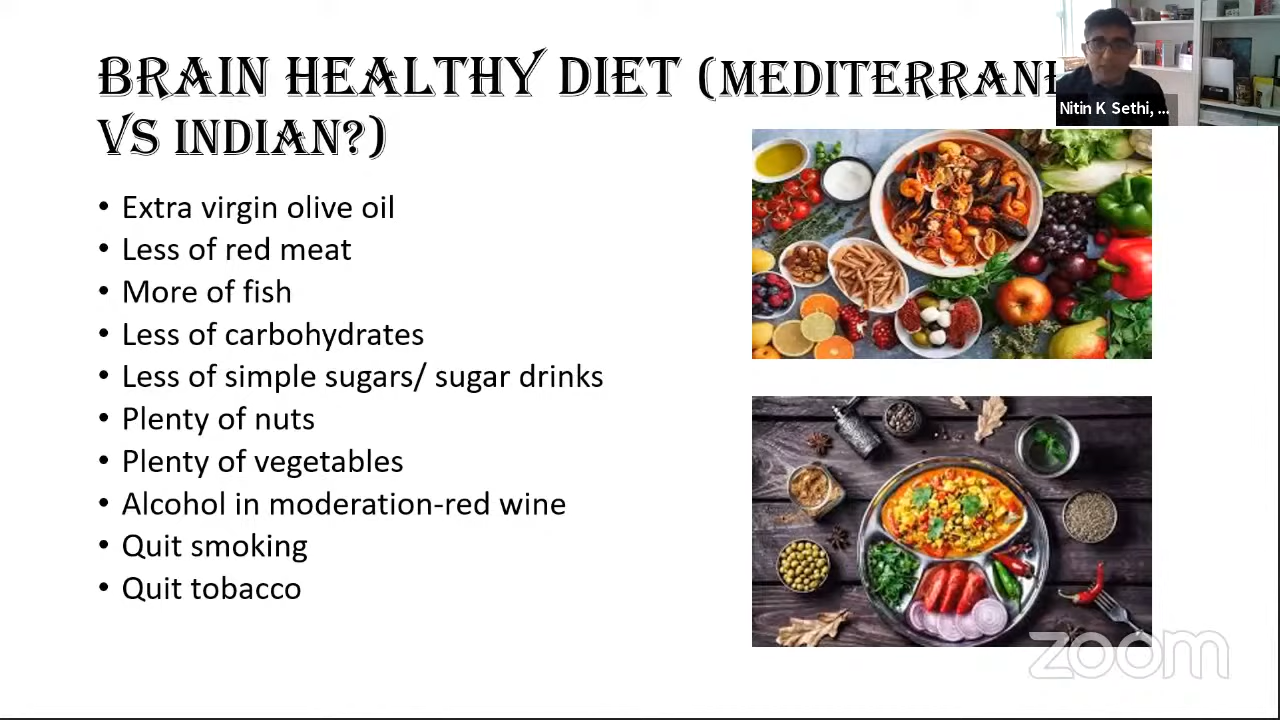 BRAIN HEALTHY DIET (MEDITERRAN
VS INDIAN?)
• Extra virgin olive oil
• Less of red meat
• More of fish
• Less of carbohydrates
• Less of simple sugars/ sugar drinks
• Plenty of nuts
• Plenty of vegetables
• Alcohol in moderation-red wine
• Quit smoking
• Quit tobacco
Nitin K Sethi, ...
zoom